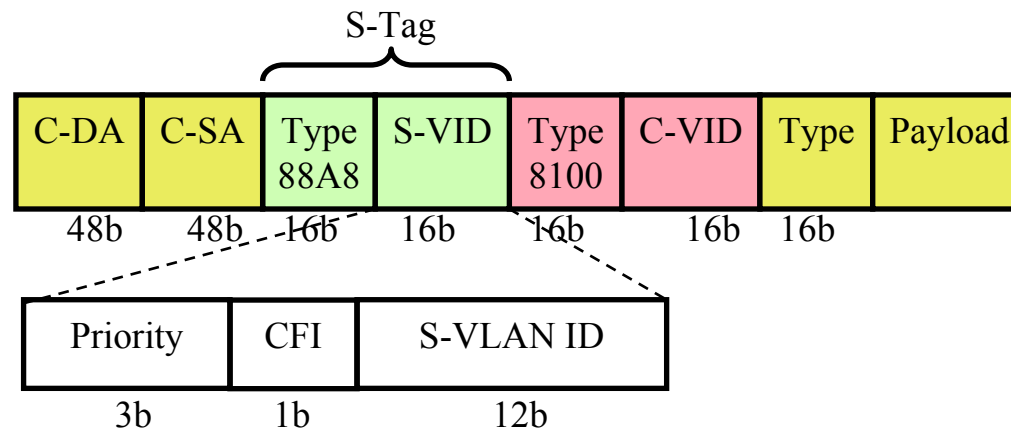 S-Tag
C-DA C-SA Type S-VID Type C-VID Type Payload
88A8 8100
48b 48b 16b 16b 16b 16b 16b
Priority CFI S-VLAN ID
3b 1b 12b